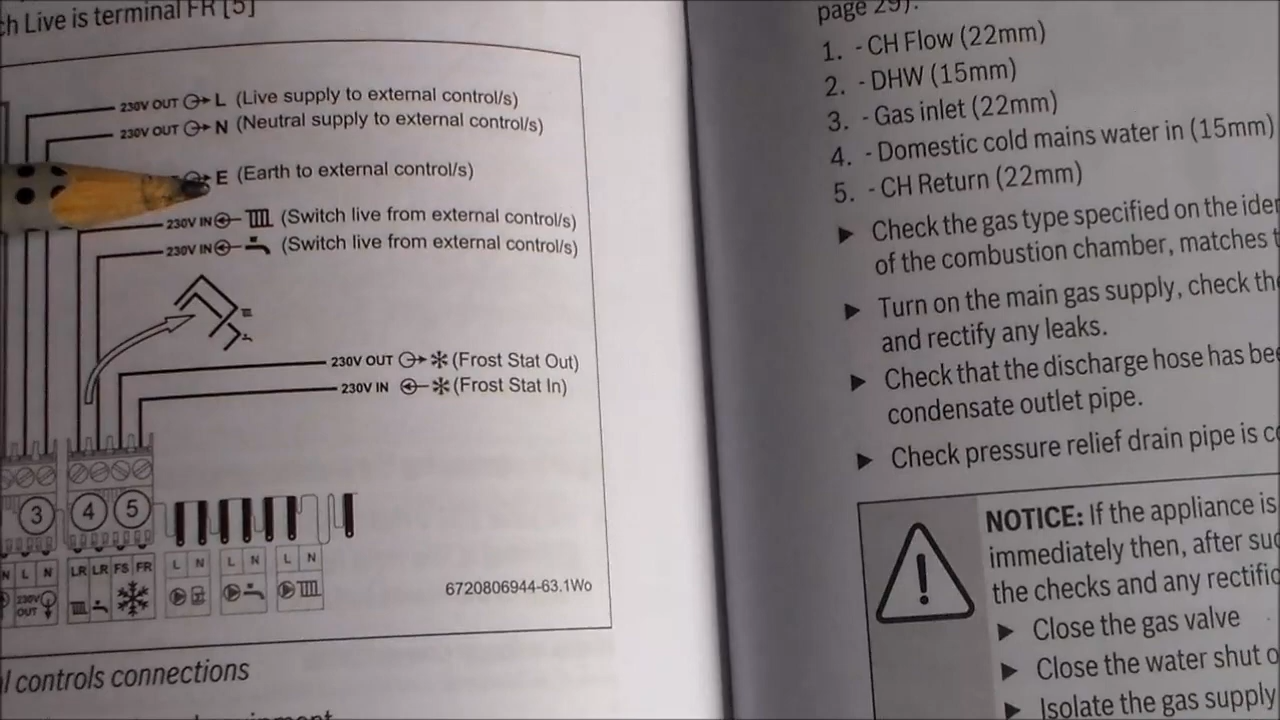 ch Live is terminal FR [5]
230V OUT L (Live supply to external control/s)
230V OUT N (Neutral supply to external control/s)
E (Earth to external control/s)
230V IN (Switch live from external control/s)
230V IN (Switch live from external control/s)
230V OUT (Frost Stat Out)
230V IN (Frost Stat In)
3 4 5
N L N LR LR FS FR L N L N L N
230V
OUT
6720806944-63.1Wo
l controls connections
page 29).
1. - CH Flow (22mm)
2. - DHW (15mm)
3. - Gas inlet (22mm)
4. - Domestic cold mains water in (15mm)
5. - CH Return (22mm)
Check the gas type specified on the iden
of the combustion chamber, matches t
Turn on the main gas supply, check the
and rectify any leaks.
Check that the discharge hose has bee
condensate outlet pipe.
Check pressure relief drain pipe is co
NOTICE: If the appliance is
immediately then, after suc
the checks and any rectific
Close the gas valve
Close the water shut o
Isolate the gas supply